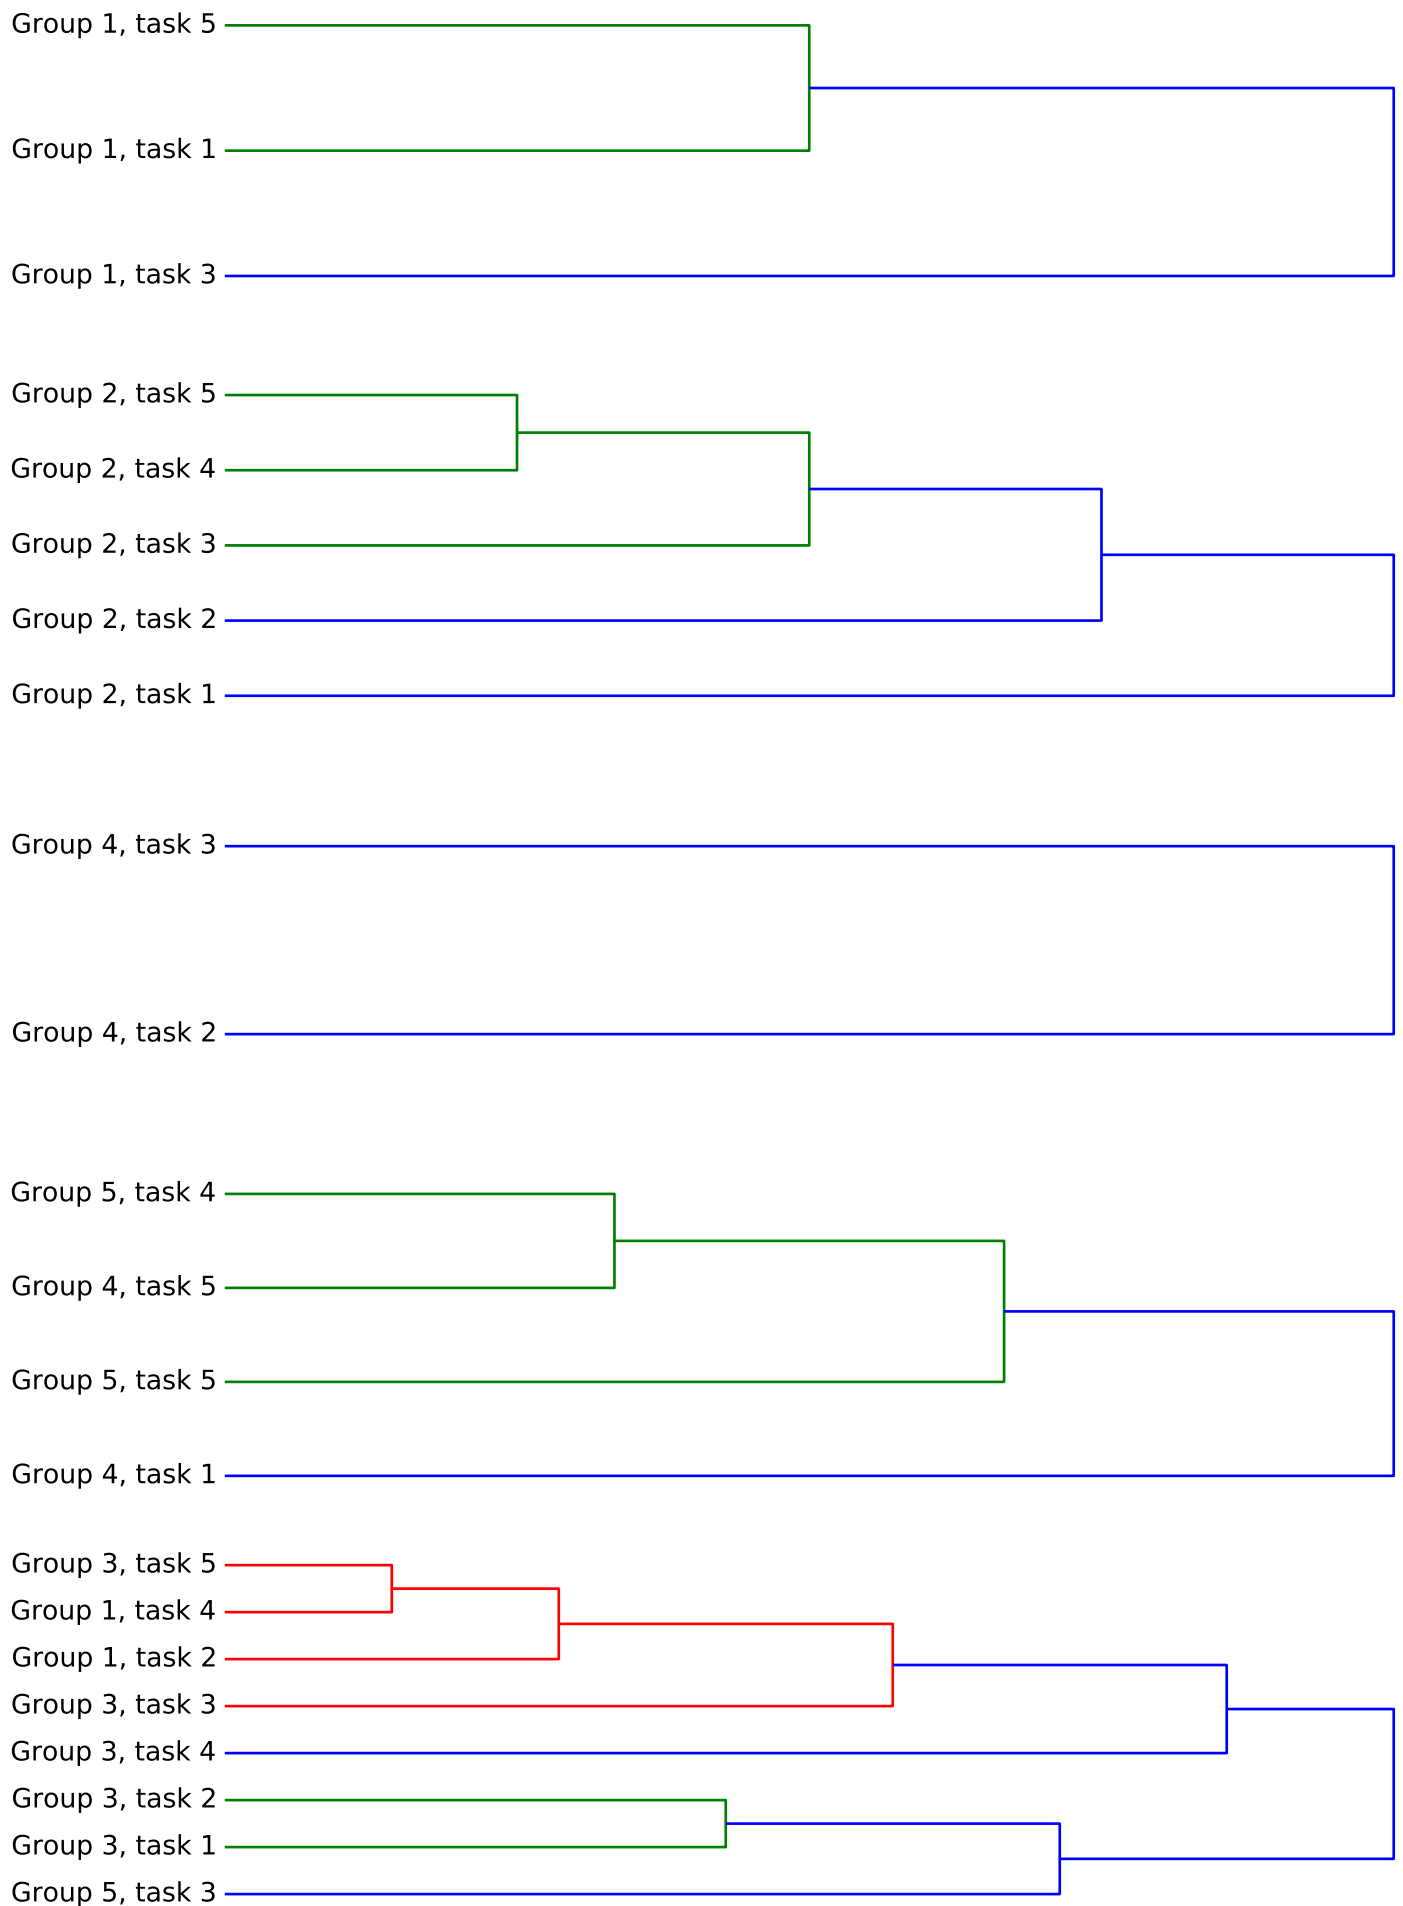 Group 1, task 5
Group 1, task 1
Group 1, task 3
Group 2, task 5
Group 2, task 4
Group 2, task 3
Group 2, task 2
Group 2, task 1
Group 4, task 3
Group 4, task 2
Group 5, task 4
Group 4, task 5
Group 5, task 5
Group 4, task 1
Group 3, task 5
Group 1, task 4
Group 1, task 2
Group 3, task 3
Group 3, task 4
Group 3, task 2
Group 3, task 1
Group 5, task 3